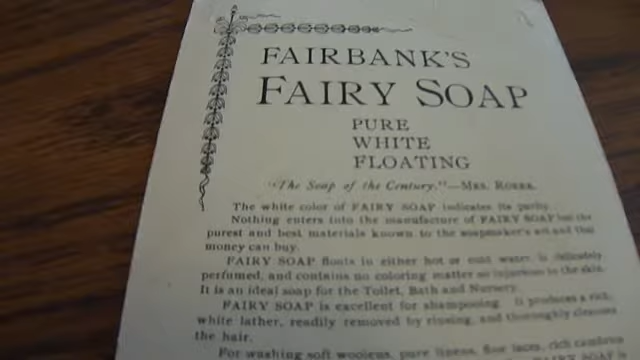 FAIRBANK'S
FAIRY SOAP
PURE
WHITE
FLOATING
"The Soap of the Century."—MRS. RORER.
The white color of FAIRY SOAP indicates its purity.
Nothing enters into the manufacture of FAIRY SOAP but the
purest and best materials known to the soapmaker's art and that
money can buy.
FAIRY SOAP floats in either hot or cold water, is delicately
perfumed, and contains no coloring matter so injurious to the skin.
It is an ideal soap for the Toilet, Bath and Nursery.
FAIRY SOAP is excellent for shampooing. It produces a rich,
white lather, readily removed by rinsing, and thoroughly cleanses
the hair.
For washing soft woolens, pure linens, fine laces, rich